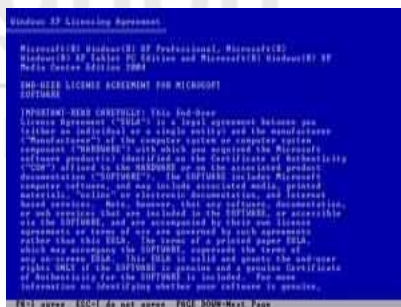 Windows XP Licensing Agreement
Microsoft(R) Windows(R) XP Professional, Microsoft(R)
Windows(R) XP Tablet PC Edition and Microsoft(R) Windows(R) XP
Media Center Edition 2004
END-USER LICENSE AGREEMENT FOR MICROSOFT
SOFTWARE
IMPORTANT-READ CAREFULLY: This End-User
License Agreement ("EULA") is a legal agreement between you
(either an individual or a single entity) and the manufacturer
("Manufacturer") of the computer system or computer system
component ("HARDWARE") with which you acquired the Microsoft
software product(s) identified on the Certificate of Authenticity
("COA") affixed to the HARDWARE or on the associated product
documentation ("SOFTWARE"). The SOFTWARE includes Microsoft
computer software, and may include associated media, printed
materials, "online" or electronic documentation, and Internet
based services. Note, however, that any software, documentation,
or web services that are included in the SOFTWARE, or accessible
via the SOFTWARE, and are accompanied by their own license
agreements or terms of use are governed by such agreements
rather than this EULA. The terms of a printed paper EULA,
which may accompany the SOFTWARE, supersede the terms of
any on-screen EULA. This EULA is valid and grants the end-user
rights ONLY if the SOFTWARE is genuine and a genuine Certificate
of Authenticity for the SOFTWARE is included. For more
information on identifying whether your software is genuine,
F8=I agree ESC=I do not agree PAGE DOWN=Next Page